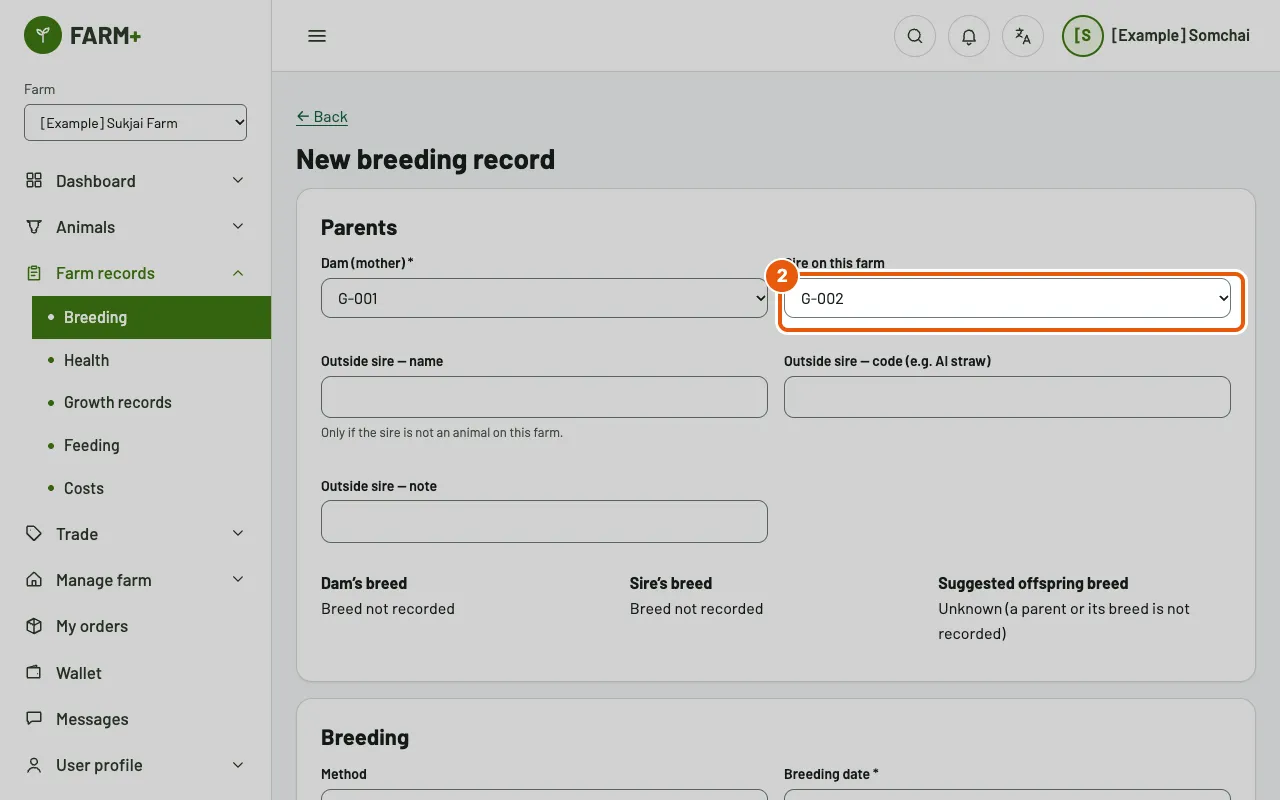 FARM+
[Example] Somchai
[S
Farm
[Example] Sukjai Farm
Dashboard
Animals
Farm records
Breeding
Health
Growth records
Feeding
Costs
Trade
Manage farm
My orders
Wallet
Messages
User profile
← Back
New breeding record
Parents
Dam (mother) *
Sire on this farm
2
G-001
G-002
Outside sire – name
Outside sire – code (e.g. AI straw)
Only if the sire is not an animal on this farm.
Outside sire – note
Dam's breed
Sire's breed
Suggested offspring breed
Breed not recorded
Breed not recorded
Unknown (a parent or its breed is not
recorded)
Breeding
Method
Breeding date *